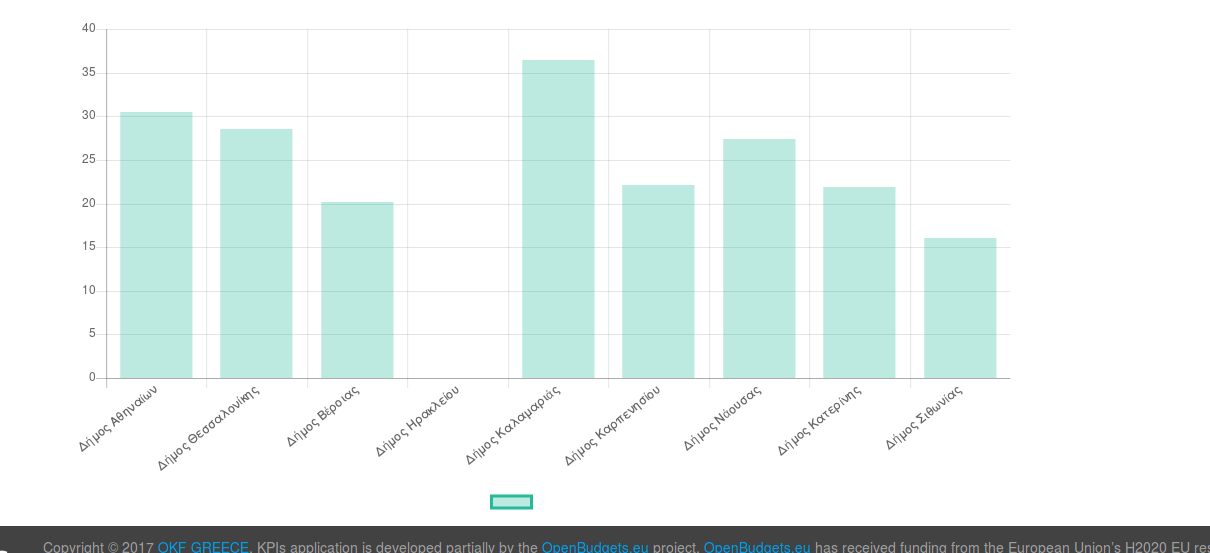 40
35
30
25
20
15
10
5
0
Δήμος Αθηναίων
Δήμος Θεσσαλονίκης
Δήμος Βέροιας
Δήμος Ηρακλείου
Δήμος Καλαμαριάς
Δήμος Καρπενησίου
Δήμος Νάουσας
Δήμος Κατερίνης
Δήμος Σιθωνίας
Copyright © 2017 OKF GREECE. KPIs application is developed partially by the OpenBudgets.eu project. OpenBudgets.eu has received funding from the European Union's H2020 EU res